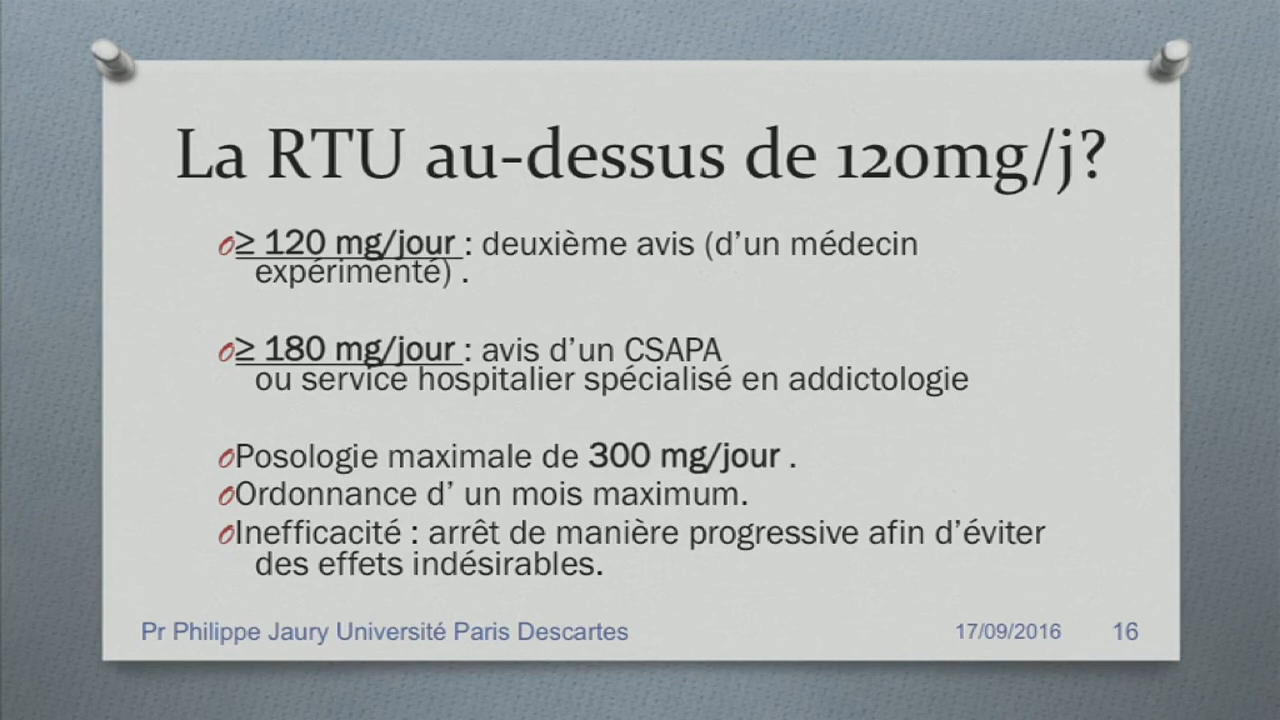 La RTU au-dessus de 120mg/j?
≥ 120 mg/jour : deuxième avis (d’un médecin
expérimenté) .
≥ 180 mg/jour : avis d’un CSAPA
ou service hospitalier spécialisé en addictologie
Posologie maximale de 300 mg/jour .
Ordonnance d’ un mois maximum.
Inefficacité : arrêt de manière progressive afin d’éviter
des effets indésirables.
Pr Philippe Jaury Université Paris Descartes
17/09/2016
16